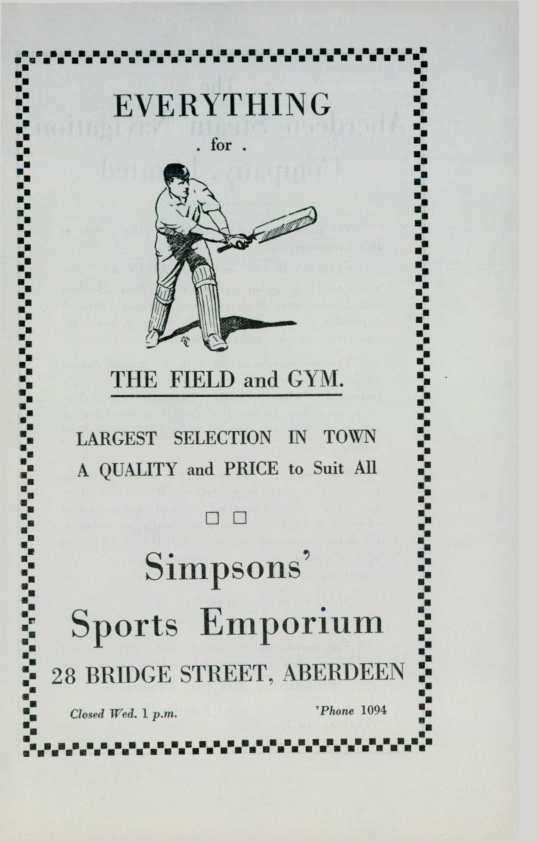 EVERYTHING
. for .
THE FIELD and GYM.
LARGEST SELECTION IN TOWN
A QUALITY and PRICE to Suit All
Simpsons'
Sports Emporium
28 BRIDGE STREET, ABERDEEN
Closed Wed. 1 p.m. 'Phone 1094